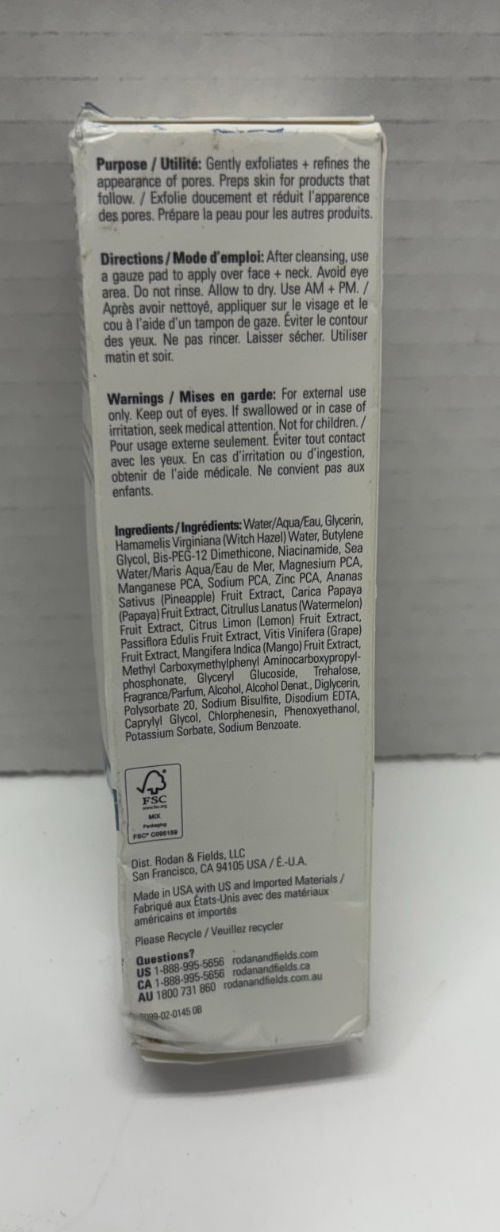 Purpose / Utilité: Gently exfoliates + refines the
appearance of pores. Preps skin for products that
follow. / Exfolie doucement et réduit l'apparence
des pores. Prépare la peau pour les autres produits.
Directions / Mode d'emploi: After cleansing, use
a gauze pad to apply over face + neck. Avoid eye
area. Do not rinse. Allow to dry. Use AM + PM. /
Après avoir nettoyé, appliquer sur le visage et le
cou à l'aide d'un tampon de gaze. Éviter le contour
des yeux. Ne pas rincer. Laisser sécher. Utiliser
matin et soir.
Warnings / Mises en garde: For external use
only. Keep out of eyes. If swallowed or in case of
irritation, seek medical attention. Not for children. /
Pour usage externe seulement. Éviter tout contact
avec les yeux. En cas d'irritation ou d'ingestion,
obtenir de l'aide médicale. Ne convient pas aux
enfants.
Ingredients / Ingrédients: Water/Aqua/Eau, Glycerin,
Hamamelis Virginiana (Witch Hazel) Water, Butylene
Glycol, Bis-PEG-12 Dimethicone, Niacinamide, Sea
Water/Maris Aqua/Eau de Mer, Magnesium PCA,
Manganese PCA, Sodium PCA, Zinc PCA, Ananas
Sativus (Pineapple) Fruit Extract, Carica Papaya
(Papaya) Fruit Extract, Citrullus Lanatus (Watermelon)
Fruit Extract, Citrus Limon (Lemon) Fruit Extract,
Passiflora Edulis Fruit Extract, Vitis Vinifera (Grape)
Fruit Extract, Mangifera Indica (Mango) Fruit Extract,
Methyl Carboxymethylphenyl Aminocarboxypropyl-
phosphonate, Glyceryl Glucoside, Trehalose,
Fragrance/Parfum, Alcohol, Alcohol Denat., Diglycerin,
Polysorbate 20, Sodium Bisulfite, Disodium EDTA,
Caprylyl Glycol, Chlorphenesin, Phenoxyethanol,
Potassium Sorbate, Sodium Benzoate.
FSC
www.fsc.org
MIX
Packaging
FSC® C086159
Dist. Rodan & Fields, LLC
San Francisco, CA 94105 USA / É.-U.A.
Made in USA with US and Imported Materials /
Fabriqué aux États-Unis avec des matériaux
américains et importés
Please Recycle / Veuillez recycler
Questions?
US 1-888-995-5656 rodanandfields.com
CA 1-888-995-5656 rodanandfields.ca
AU 1800 731 860 rodanandfields.com.au